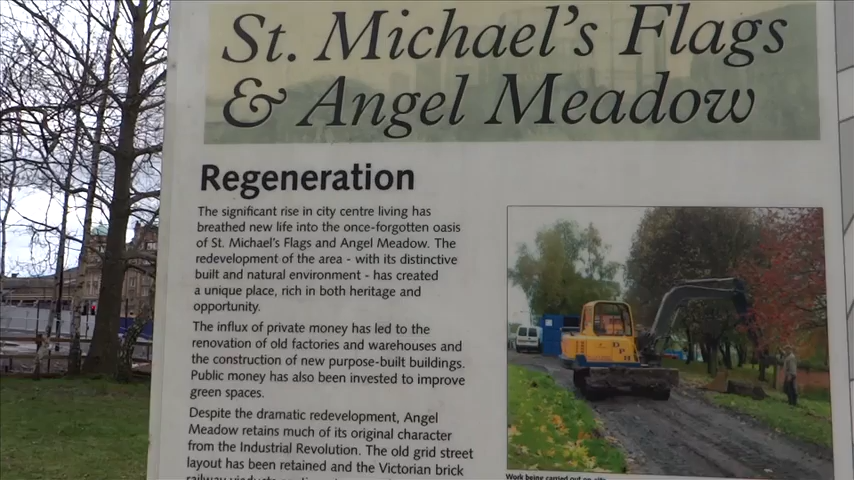 St. Michael's Flags
& Angel Meadow
Regeneration
The significant rise in city centre living has
breathed new life into the once-forgotten oasis
of St. Michael's Flags and Angel Meadow. The
redevelopment of the area - with its distinctive
built and natural environment - has created
a unique place, rich in both heritage and
opportunity.
The influx of private money has led to the
renovation of old factories and warehouses and
the construction of new purpose-built buildings.
Public money has also been invested to improve
green spaces.
Despite the dramatic redevelopment, Angel
Meadow retains much of its original character
from the Industrial Revolution. The old grid street
layout has been retained and the Victorian brick
railway viaducts
DPH
Work being carried out on site